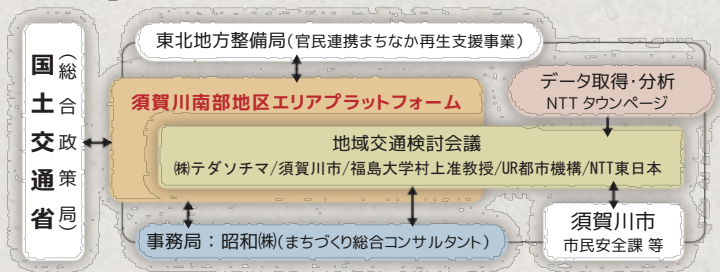 国土交通省
(総合政策局)
東北地方整備局(官民連携まちなか再生支援事業)
須賀川南部地区エリアプラットフォーム
データ取得・分析
NTT タウンページ
地域交通検討会議
㈱テダソチマ/須賀川市/福島大学村上准教授/UR都市機構/NTT東日本
事務局：昭和㈱(まちづくり総合コンサルタント)
須賀川市
市民安全課 等